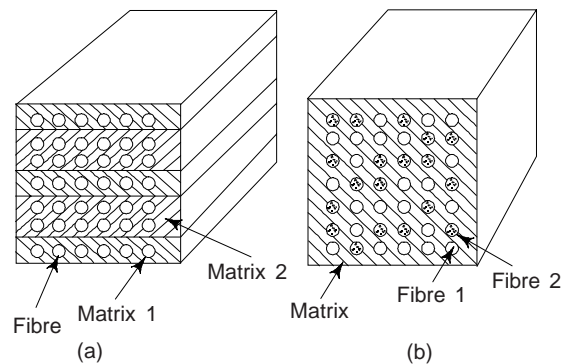 Matrix 2
Fibre
Matrix 1
(a)
Fibre 2
Fibre 1
Matrix
(b)